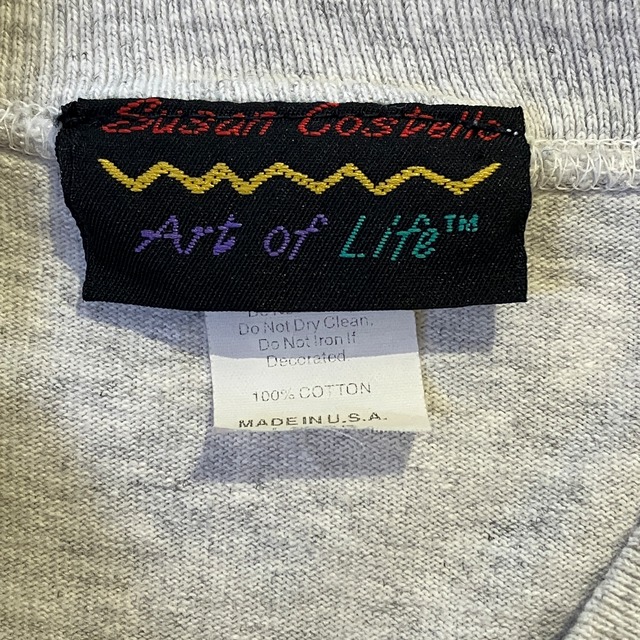 Susan Costello
Art of Life™
Do Not Dry Clean.
Do Not Iron If
Decorated.
100% COTTON
MADE IN U.S.A.